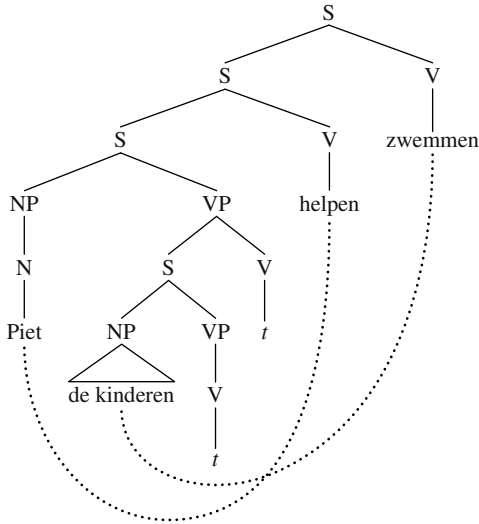 S
S V
S V zwemmen
NP VP helpen
N S V
Piet NP VP t
de kinderen V
t